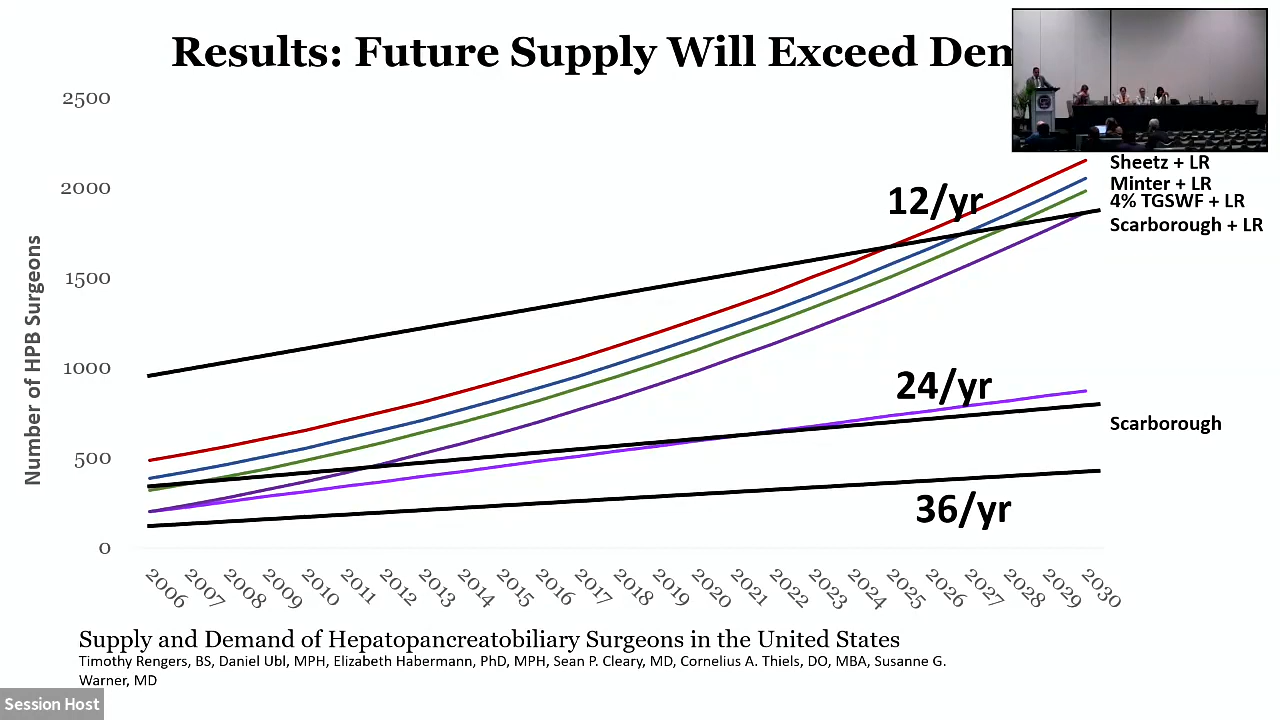 Results: Future Supply Will Exceed Dem
2500
2000
1500
1000
500
0
Number of HPB Surgeons
12/yr
24/yr
36/yr
Sheetz + LR
Minter + LR
4% TGSWF + LR
Scarborough + LR
Scarborough
2006
2007
2008
2009
2010
2011
2012
2013
2014
2015
2016
2017
2018
2019
2020
2021
2022
2023
2024
2025
2026
2027
2028
2029
2030
Supply and Demand of Hepatopancreatobiliary Surgeons in the United States
Timothy Rengers, BS, Daniel Ubl, MPH, Elizabeth Habermann, PhD, MPH, Sean P. Cleary, MD, Cornelius A. Thiels, DO, MBA, Susanne G.
Warner, MD
Session Host